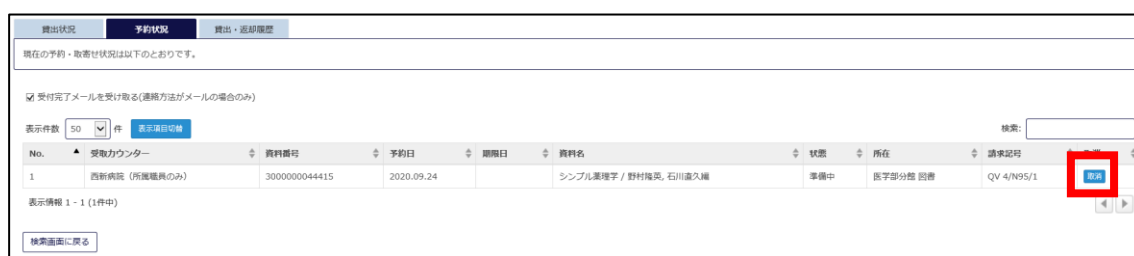 貸出状況 予約状況 貸出・返却履歴
現在の予約・取寄せ状況は以下のとおりです。
受付完了メールを受け取る(連絡方法がメールの場合のみ)
表示件数 50 件 表示項目切替 検索:
No. 受取カウンター 資料番号 予約日 期限日 資料名 状態 所在 請求記号
1 西新病院（所属職員のみ） 3000000044415 2020.09.24 シンプル薬理学 / 野村隆英, 石川直久編 準備中 医学部分館 図書 QV 4/N95/1 取消
表示情報 1 - 1 (1件中)
検索画面に戻る